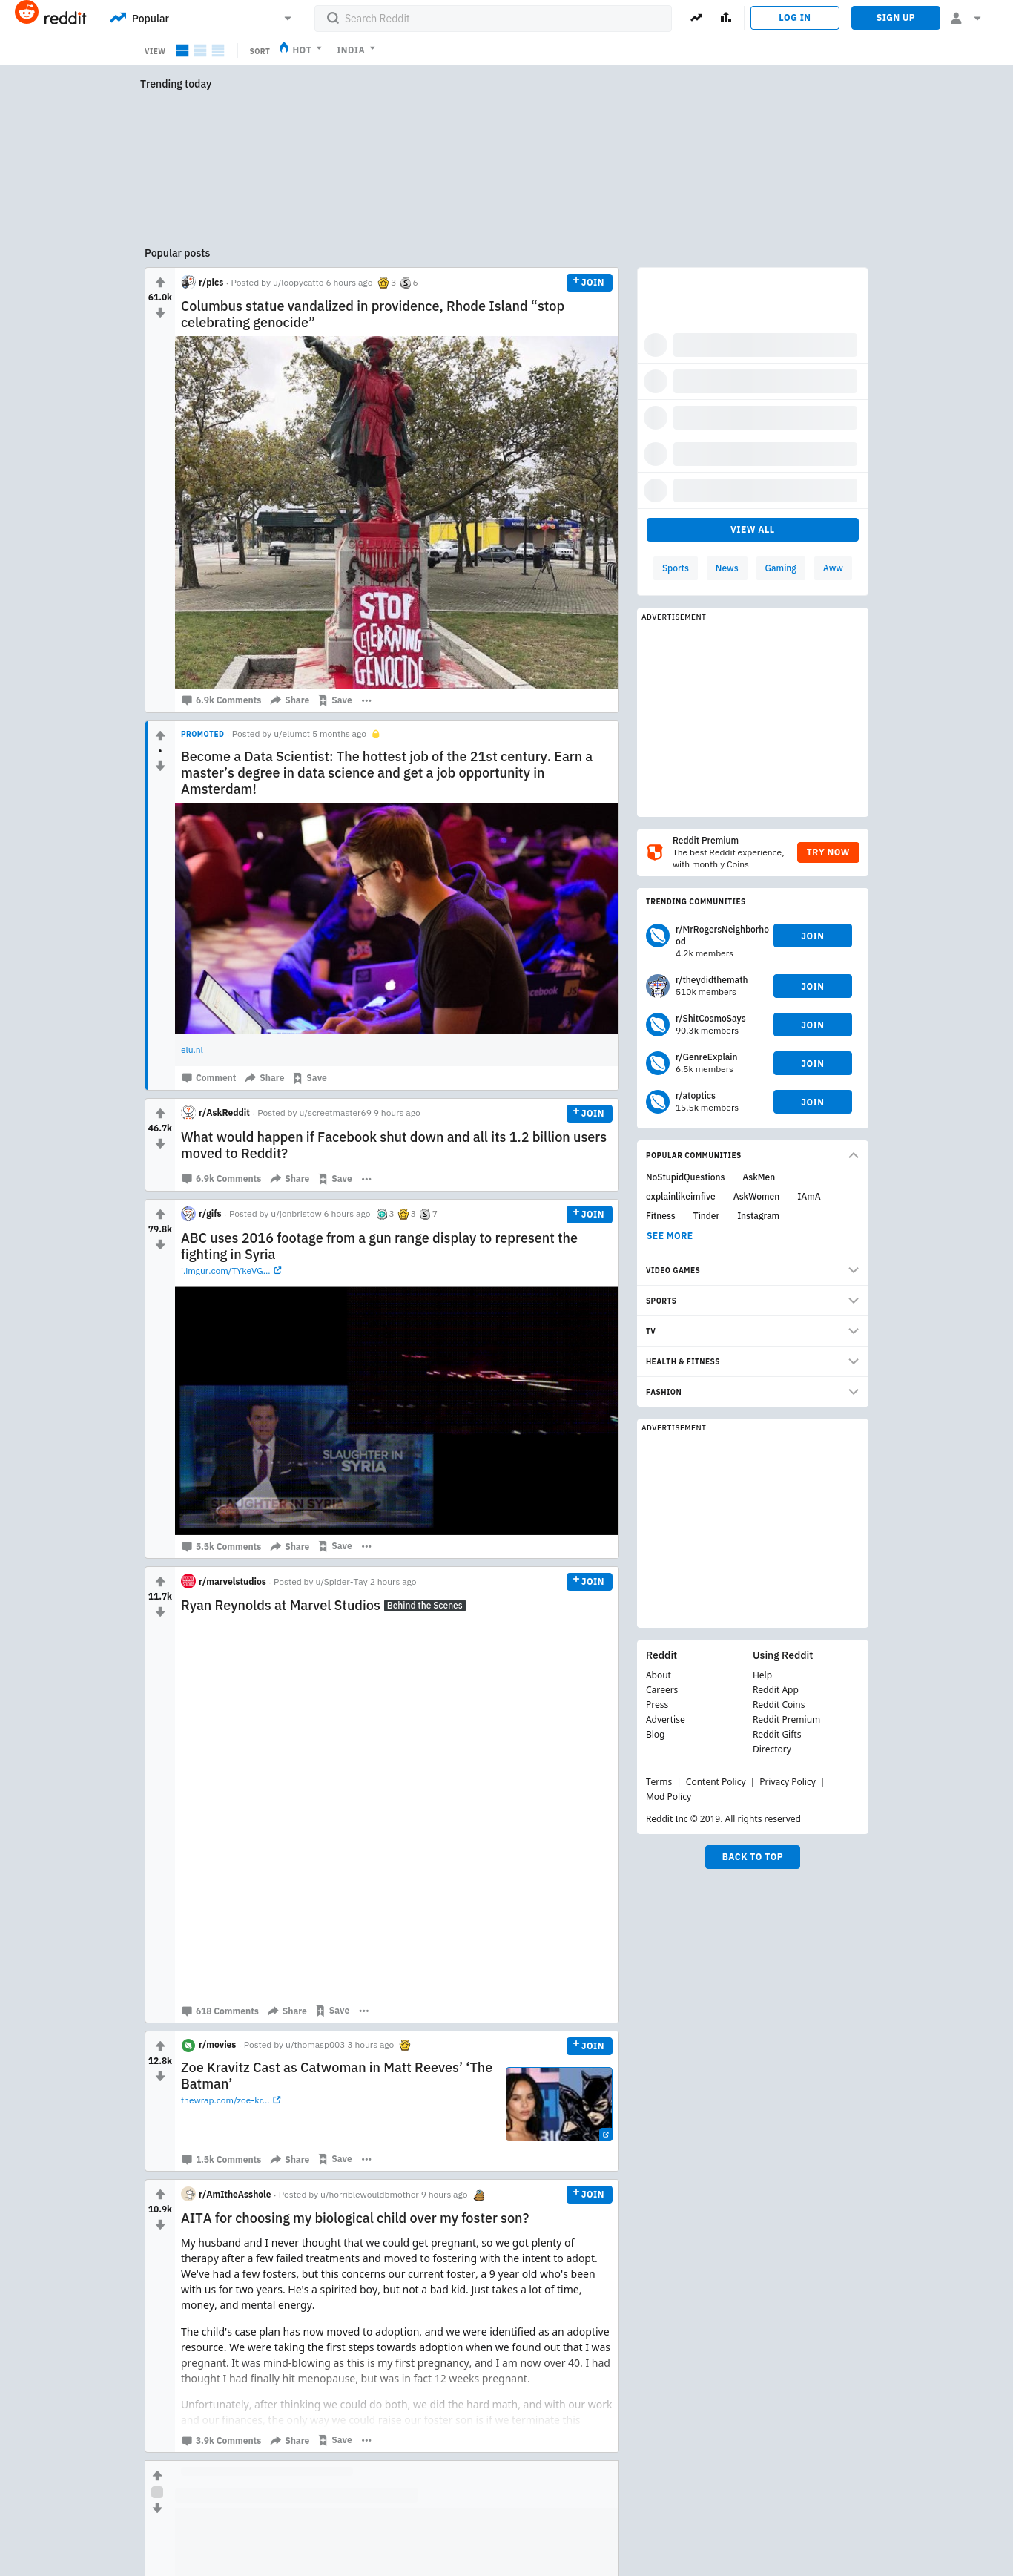 reddit
Popular
Search Reddit
LOG IN
SIGN UP
VIEW
SORT
HOT
INDIA
Trending today
Popular posts
61.0k
r/pics · Posted by u/loopycatto 6 hours ago 3 6
+ JOIN
Columbus statue vandalized in providence, Rhode Island “stop
celebrating genocide”
STOP
CELEBRATING
GENOCIDE
6.9k Comments Share Save
PROMOTED · Posted by u/elumct 5 months ago
Become a Data Scientist: The hottest job of the 21st century. Earn a
master’s degree in data science and get a job opportunity in
Amsterdam!
facebook
elu.nl
Comment Share Save
46.7k
r/AskReddit · Posted by u/screetmaster69 9 hours ago
+ JOIN
What would happen if Facebook shut down and all its 1.2 billion users
moved to Reddit?
6.9k Comments Share Save
79.8k
r/gifs · Posted by u/jonbristow 6 hours ago 3 3 7
+ JOIN
ABC uses 2016 footage from a gun range display to represent the
fighting in Syria
i.imgur.com/TYkeVG...
SLAUGHTER IN
SYRIA
SLAUGHTER IN SYRIA
5.5k Comments Share Save
11.7k
r/marvelstudios · Posted by u/Spider-Tay 2 hours ago
+ JOIN
Ryan Reynolds at Marvel Studios Behind the Scenes
618 Comments Share Save
12.8k
r/movies · Posted by u/thomasp003 3 hours ago
+ JOIN
Zoe Kravitz Cast as Catwoman in Matt Reeves’ ‘The
Batman’
thewrap.com/zoe-kr...
1.5k Comments Share Save
10.9k
r/AmItheAsshole · Posted by u/horriblewouldbmother 9 hours ago
+ JOIN
AITA for choosing my biological child over my foster son?
My husband and I never thought that we could get pregnant, so we got plenty of
therapy after a few failed treatments and moved to fostering with the intent to adopt.
We've had a few fosters, but this concerns our current foster, a 9 year old who's been
with us for two years. He's a spirited boy, but not a bad kid. Just takes a lot of time,
money, and mental energy.
The child's case plan has now moved to adoption, and we were identified as an adoptive
resource. We were taking the first steps towards adoption when we found out that I was
pregnant. It was mind-blowing as this is my first pregnancy, and I am now over 40. I had
thought I had finally hit menopause, but was in fact 12 weeks pregnant.
Unfortunately, after thinking we could do both, we did the hard math, and with our work
and our finances, the only way we could raise our foster son is if we terminate this
3.9k Comments Share Save
VIEW ALL
Sports News Gaming Aww
ADVERTISEMENT
Reddit Premium
The best Reddit experience,
with monthly Coins
TRY NOW
TRENDING COMMUNITIES
r/MrRogersNeighborho
od
4.2k members
JOIN
r/theydidthemath
510k members
JOIN
r/ShitCosmoSays
90.3k members
JOIN
r/GenreExplain
6.5k members
JOIN
r/atoptics
15.5k members
JOIN
POPULAR COMMUNITIES
NoStupidQuestions AskMen
explainlikeimfive AskWomen IAmA
Fitness Tinder Instagram
SEE MORE
VIDEO GAMES
SPORTS
TV
HEALTH & FITNESS
FASHION
ADVERTISEMENT
Reddit
About
Careers
Press
Advertise
Blog
Using Reddit
Help
Reddit App
Reddit Coins
Reddit Premium
Reddit Gifts
Directory
Terms | Content Policy | Privacy Policy |
Mod Policy
Reddit Inc © 2019. All rights reserved
BACK TO TOP